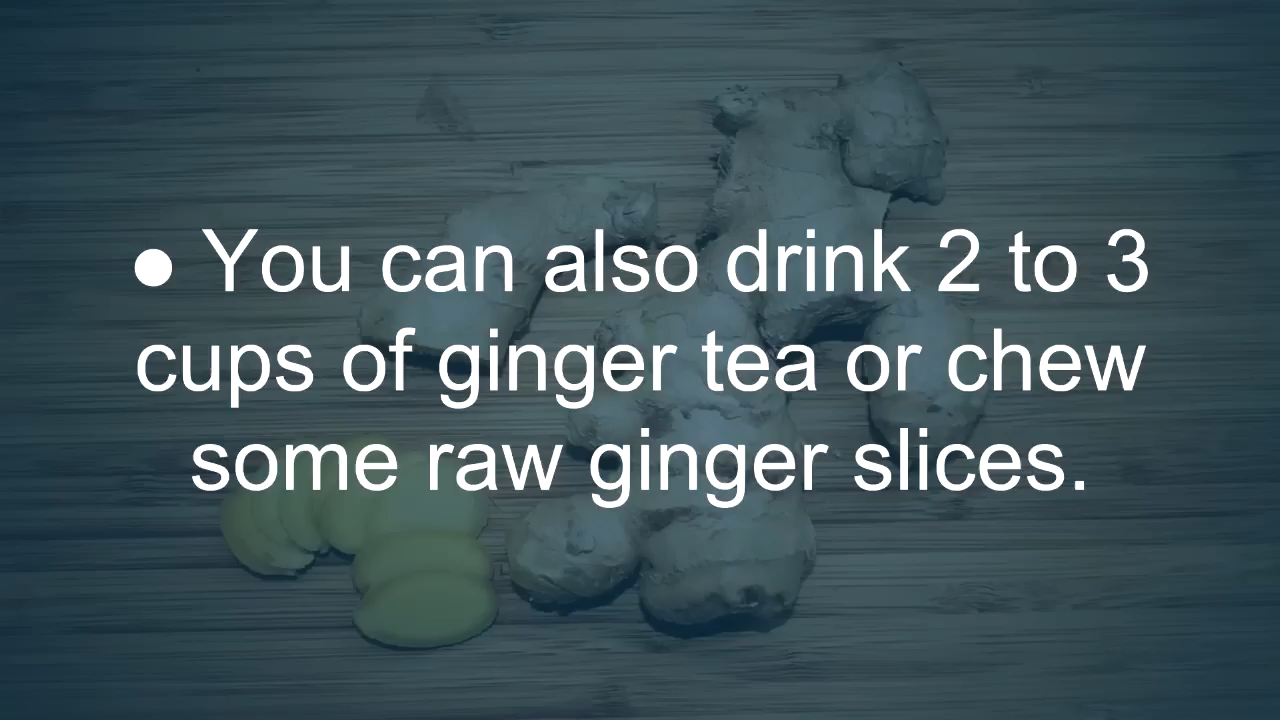 ● You can also drink 2 to 3
cups of ginger tea or chew
some raw ginger slices.